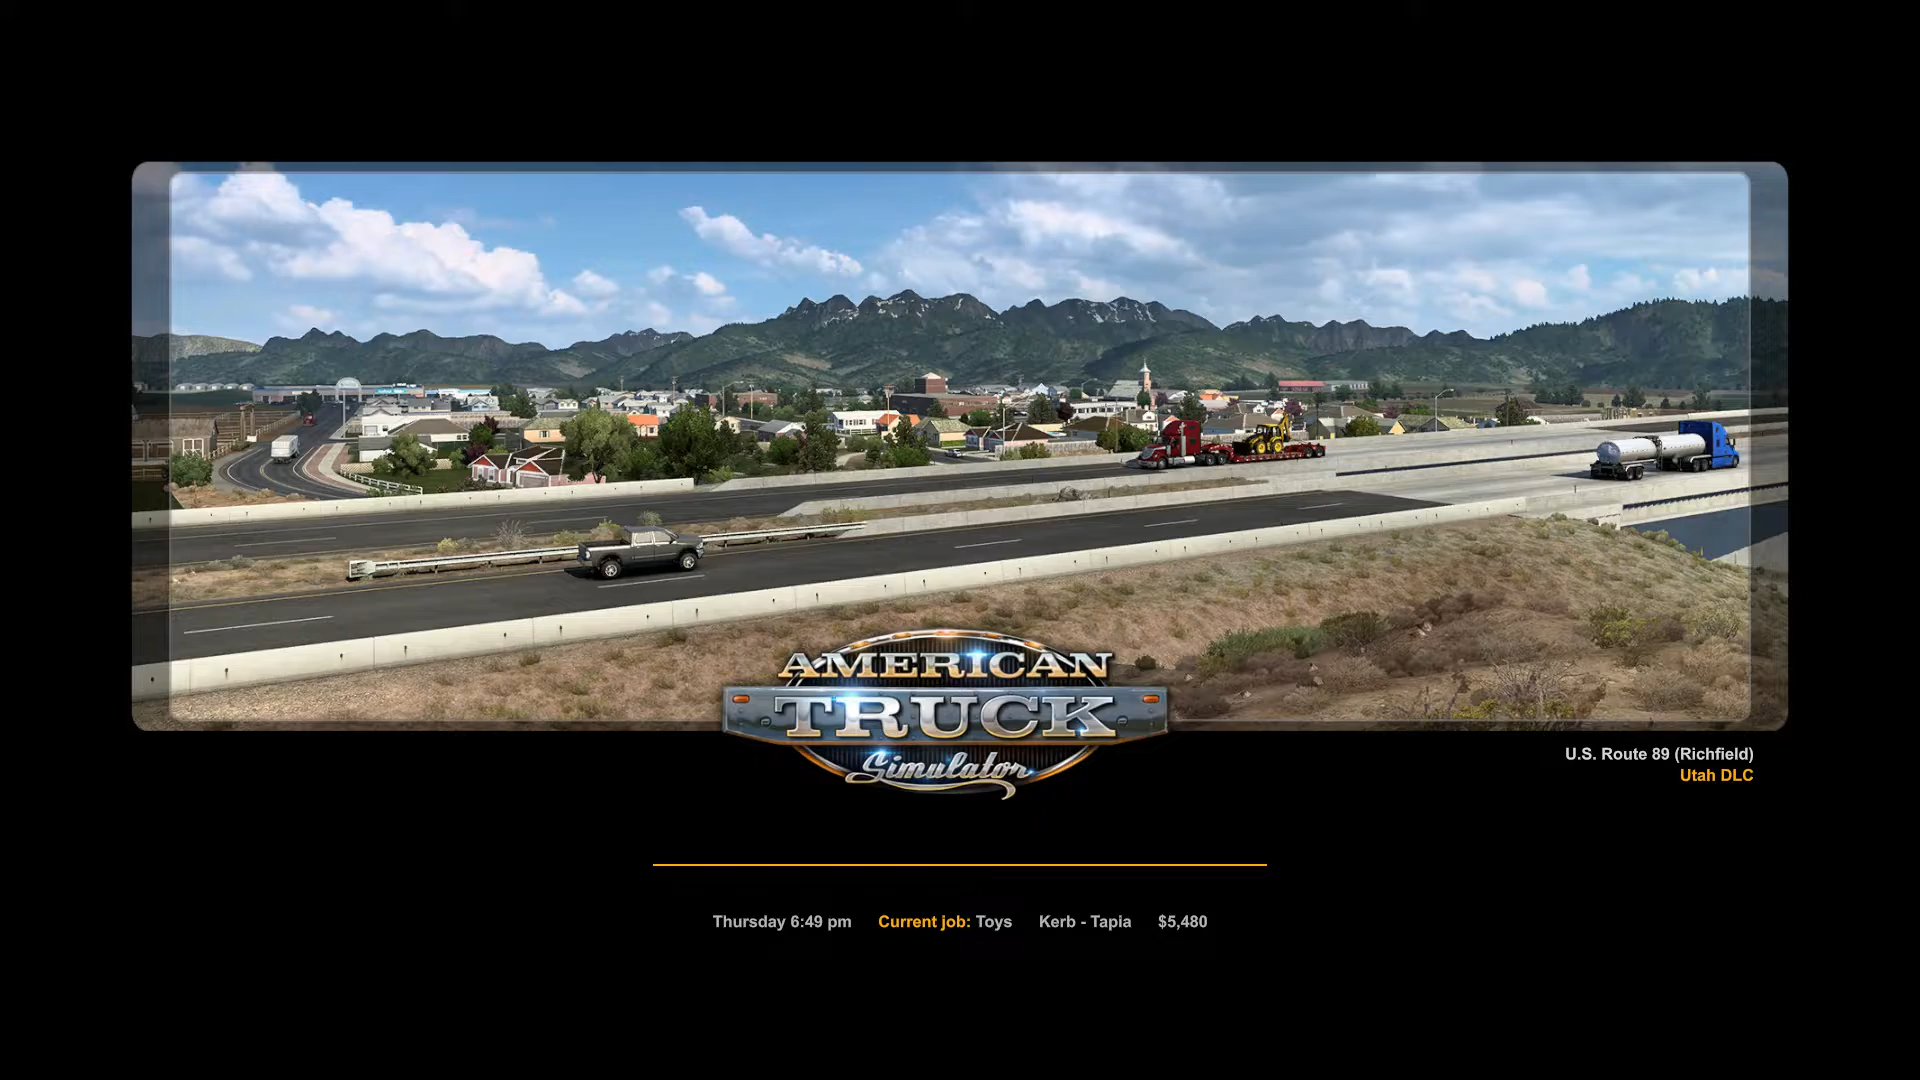 AMERICAN
TRUCK
Simulator
U.S. Route 89 (Richfield)
Utah DLC
Thursday 6:49 pm Current job: Toys Kerb - Tapia $5,480